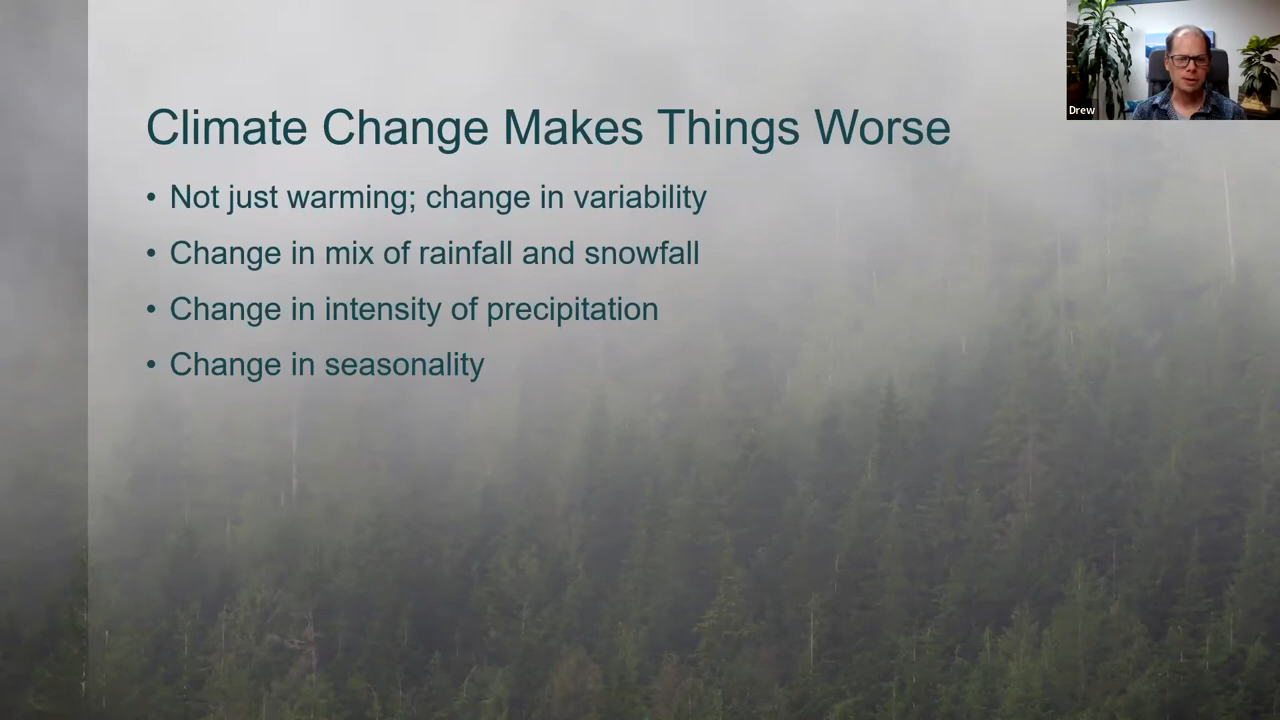 Climate Change Makes Things Worse
• Not just warming; change in variability
• Change in mix of rainfall and snowfall
• Change in intensity of precipitation
• Change in seasonality
Drew